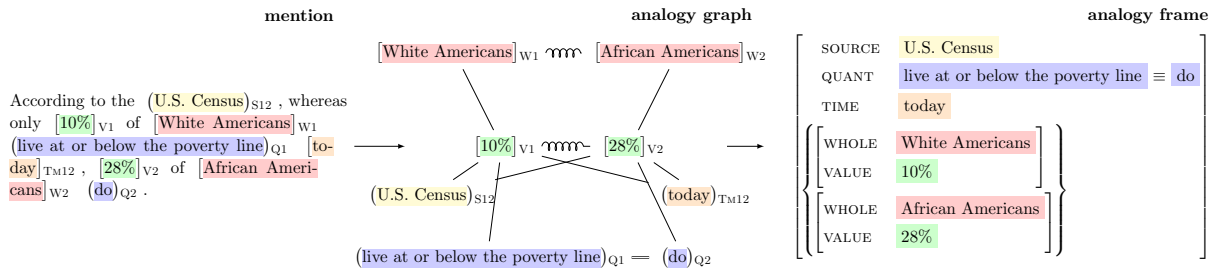 mention
According to the (U.S. Census)S12 , whereas
only [10%]V1 of [White Americans]W1
(live at or below the poverty line)Q1 [to-
day]TM12 , [28%]V2 of [African Ameri-
cans]W2 (do)Q2 .
analogy graph
[White Americans]W1 [African Americans]W2
[10%]V1 [28%]V2
(U.S. Census)S12 (today)TM12
(live at or below the poverty line)Q1 = (do)Q2
analogy frame
SOURCE U.S. Census
QUANT live at or below the poverty line ≡ do
TIME today
WHOLE White Americans
VALUE 10%
WHOLE African Americans
VALUE 28%